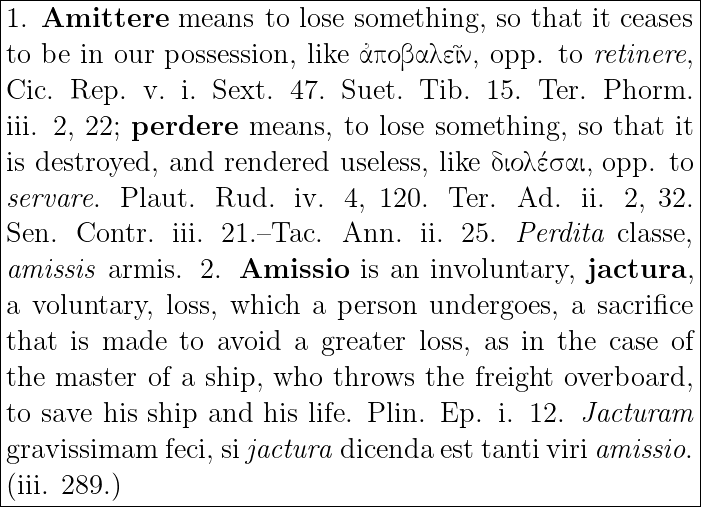 1. Amittere means to lose something, so that it ceases
to be in our possession, like ἀποβαλεῖν, opp. to retinere,
Cic. Rep. v. i. Sext. 47. Suet. Tib. 15. Ter. Phorm.
iii. 2, 22; perdere means, to lose something, so that it
is destroyed, and rendered useless, like διολέσαι, opp. to
servare. Plaut. Rud. iv. 4, 120. Ter. Ad. ii. 2, 32.
Sen. Contr. iii. 21.–Tac. Ann. ii. 25. Perdita classe,
amissis armis. 2. Amissio is an involuntary, jactura,
a voluntary, loss, which a person undergoes, a sacrifice
that is made to avoid a greater loss, as in the case of
the master of a ship, who throws the freight overboard,
to save his ship and his life. Plin. Ep. i. 12. Jacturam
gravissimam feci, si jactura dicenda est tanti viri amissio.
(iii. 289.)